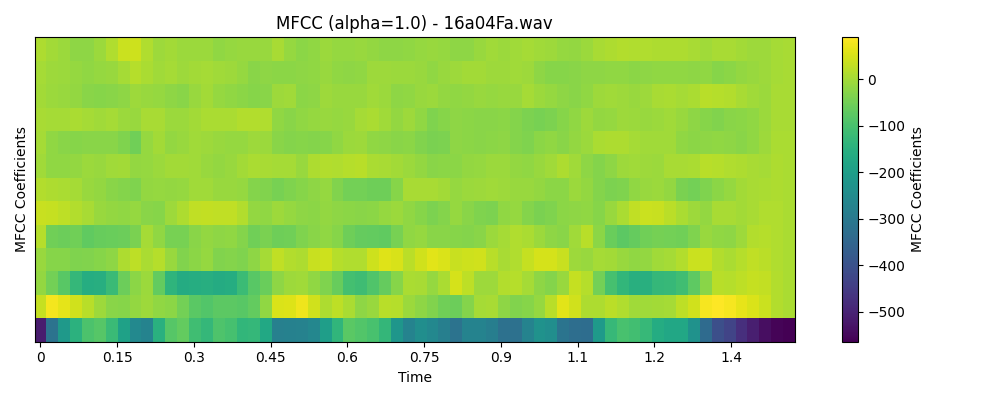 MFCC (alpha=1.0) - 16a04Fa.wav
MFCC Coefficients
0 0.15 0.3 0.45 0.6 0.75 0.9 1.1 1.2 1.4
Time
0
−100
−200
−300
−400
−500
MFCC Coefficients